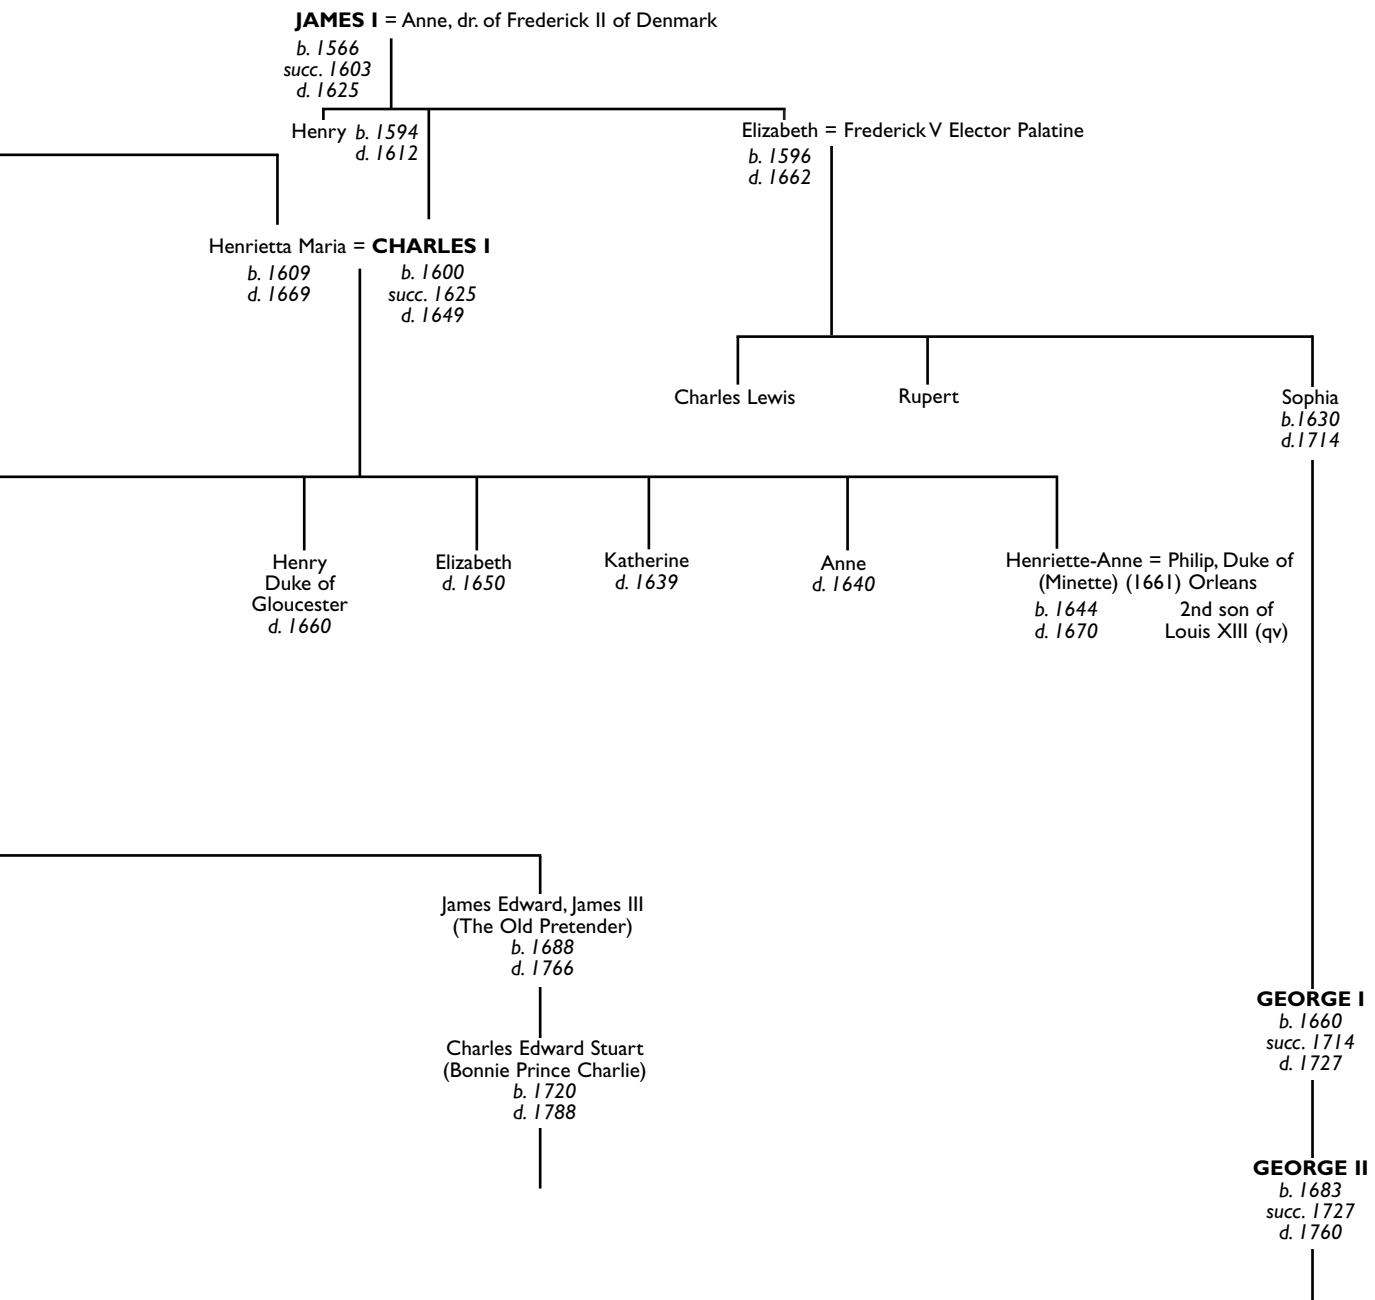 JAMES I = Anne, dr. of Frederick II of Denmark
b. 1566
succ. 1603
d. 1625
Henry b. 1594
d. 1612
Elizabeth = Frederick V Elector Palatine
b. 1596
d. 1662
Henrietta Maria = CHARLES I
b. 1609
d. 1669
b. 1600
succ. 1625
d. 1649
Charles Lewis
Rupert
Sophia
b.1630
d.1714
Henry
Duke of
Gloucester
d. 1660
Elizabeth
d. 1650
Katherine
d. 1639
Anne
d. 1640
Henriette-Anne = Philip, Duke of
(Minette) (1661) Orleans
b. 1644
d. 1670
2nd son of
Louis XIII (qv)
James Edward, James III
(The Old Pretender)
b. 1688
d. 1766
Charles Edward Stuart
(Bonnie Prince Charlie)
b. 1720
d. 1788
GEORGE I
b. 1660
succ. 1714
d. 1727
GEORGE II
b. 1683
succ. 1727
d. 1760